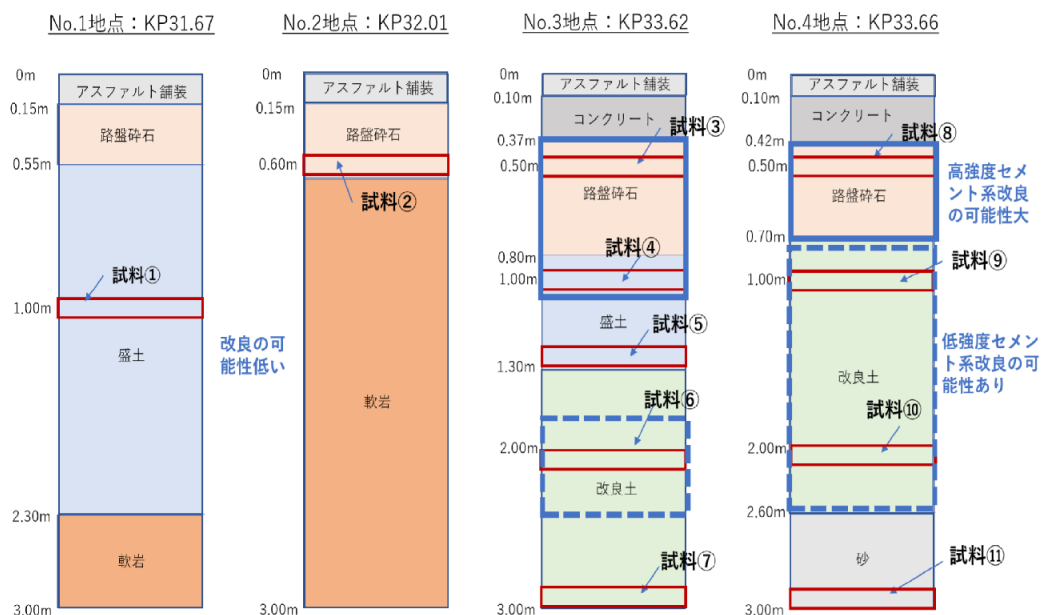 No.1地点：KP31.67
0m
アスファルト舗装
0.15m
路盤砕石
0.55m
試料①
1.00m
盛土
改良の可
能性低い
2.30m
軟岩
3.00m
No.2地点：KP32.01
0m
アスファルト舗装
0.15m
路盤砕石
0.60m
試料②
軟岩
3.00m
No.3地点：KP33.62
0m
アスファルト舗装
0.10m
コンクリート
0.37m
試料③
0.50m
路盤砕石
0.80m
試料④
1.00m
盛土
試料⑤
1.30m
試料⑥
2.00m
改良土
試料⑦
3.00m
No.4地点：KP33.66
0m
アスファルト舗装
0.10m
コンクリート
0.42m
試料⑧
0.50m
路盤砕石
高強度セメ
ント系改良
の可能性大
0.70m
試料⑨
1.00m
低強度セメン
ト系改良の可
能性あり
改良土
試料⑩
2.00m
2.60m
砂
試料⑪
3.00m